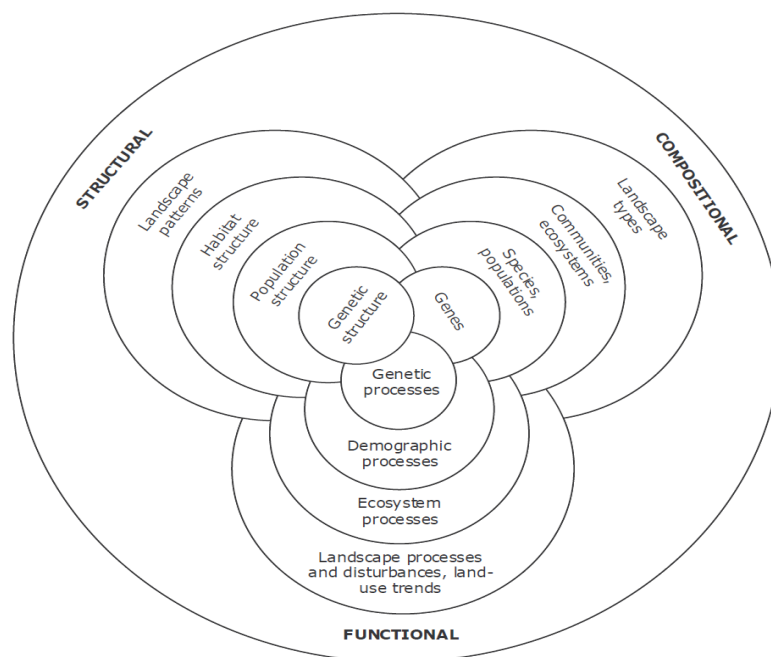 STRUCTURAL
Landscape
patterns
Habitat
structure
Population
structure
Genetic
structure
COMPOSITIONAL
Landscape
types
Communities,
ecosystems
Species,
populations
Genes
Genetic
processes
Demographic
processes
Ecosystem
processes
Landscape processes
and disturbances, land-
use trends
FUNCTIONAL